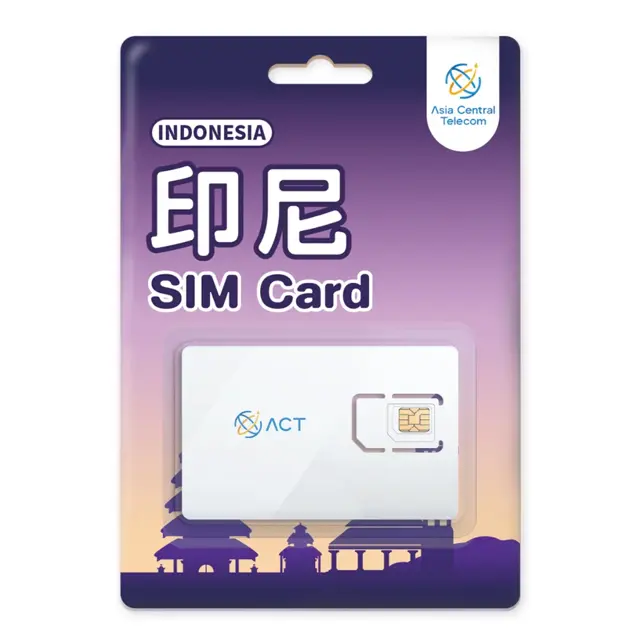 Asia Central
Telecom
INDONESIA
印尼
SIM Card
ACT